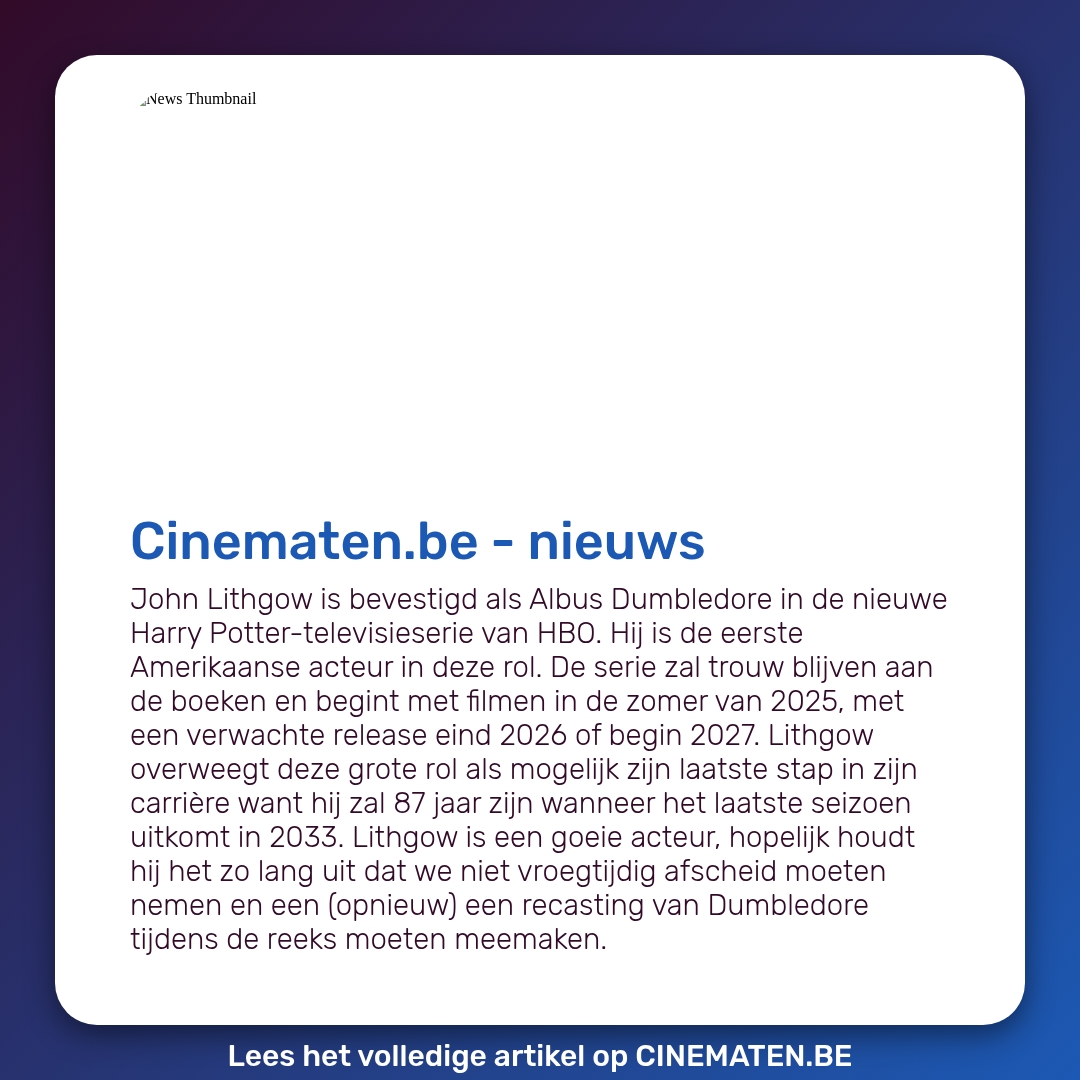 News Thumbnail
Cinematen.be - nieuws
John Lithgow is bevestigd als Albus Dumbledore in de nieuwe
Harry Potter-televisieserie van HBO. Hij is de eerste
Amerikaanse acteur in deze rol. De serie zal trouw blijven aan
de boeken en begint met filmen in de zomer van 2025, met
een verwachte release eind 2026 of begin 2027. Lithgow
overweegt deze grote rol als mogelijk zijn laatste stap in zijn
carrière want hij zal 87 jaar zijn wanneer het laatste seizoen
uitkomt in 2033. Lithgow is een goeie acteur, hopelijk houdt
hij het zo lang uit dat we niet vroegtijdig afscheid moeten
nemen en een (opnieuw) een recasting van Dumbledore
tijdens de reeks moeten meemaken.
Lees het volledige artikel op CINEMATEN.BE